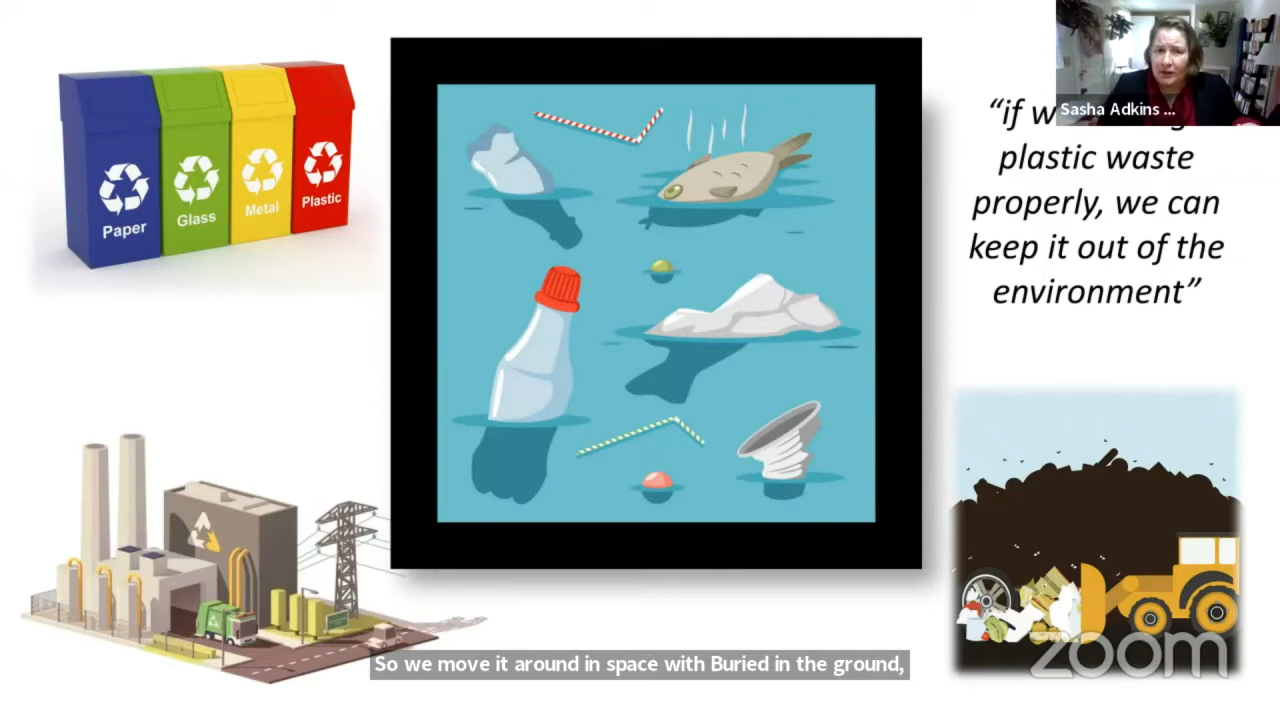 Paper
Glass
Metal
Plastic
Sasha Adkins ...
“if w
plastic waste
properly, we can
keep it out of the
environment”
So we move it around in space with Buried in the ground,
zoom